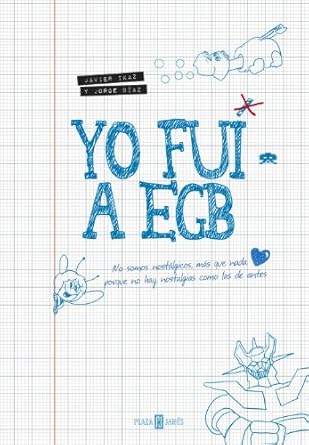 JAVIER IKAZ
Y JORGE DÍAZ
YO FUI
A EGB
No somos nostálgicos, más que nada
porque no hay nostalgias como las de antes
PLAZA JANÉS